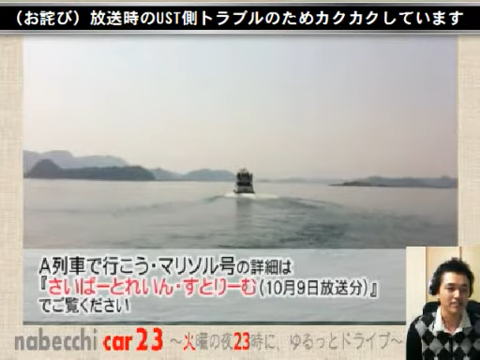 （お詫び）放送時のUST側トラブルのためカクカクしています
A列車で行こう・マリソル号の詳細は
『さいばーとれいん・すとりーむ(10月9日放送分)』
でご覧ください
nabecchi car23 ～火曜の夜23時に、ゆるっとドライブ～